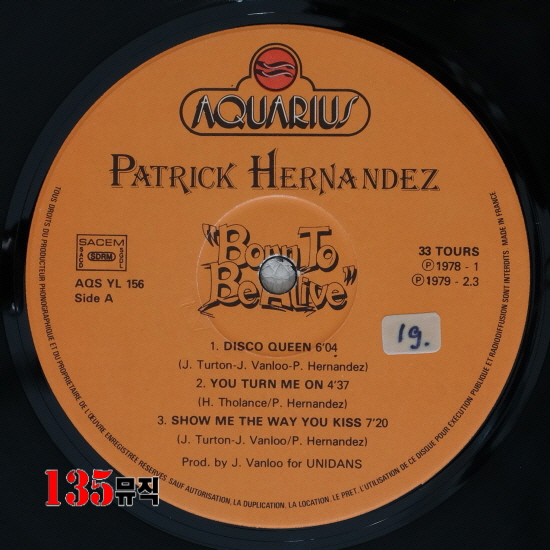 AQUARIUS
PATRICK HERNANDEZ
"Born To
Be Alive"
SACEM
SACD
SDRM
SGDL
AQS YL 156
Side A
33 TOURS
Ⓟ 1978 - 1
Ⓟ 1979 - 2.3
19.
1. DISCO QUEEN 6'04
(J. Turton-J. Vanloo-P. Hernandez)
2. YOU TURN ME ON 4'37
(H. Tholance/P. Hernandez)
3. SHOW ME THE WAY YOU KISS 7'20
(J. Turton-J. Vanloo/P. Hernandez)
Prod. by J. Vanloo for UNIDANS
TOUS DROITS DU PRODUCTEUR PHONOGRAPHIQUE ET DU PROPRIETAIRE DE L'ŒUVRE ENREGISTREE RESERVES SAUF AUTORISATION, LA DUPLICATION, LA LOCATION, LE PRET, L'UTILISATION DE CE DISQUE POUR EXECUTION PUBLIQUE ET RADIODIFFUSION SONT INTERDITS. MADE IN FRANCE
135뮤직